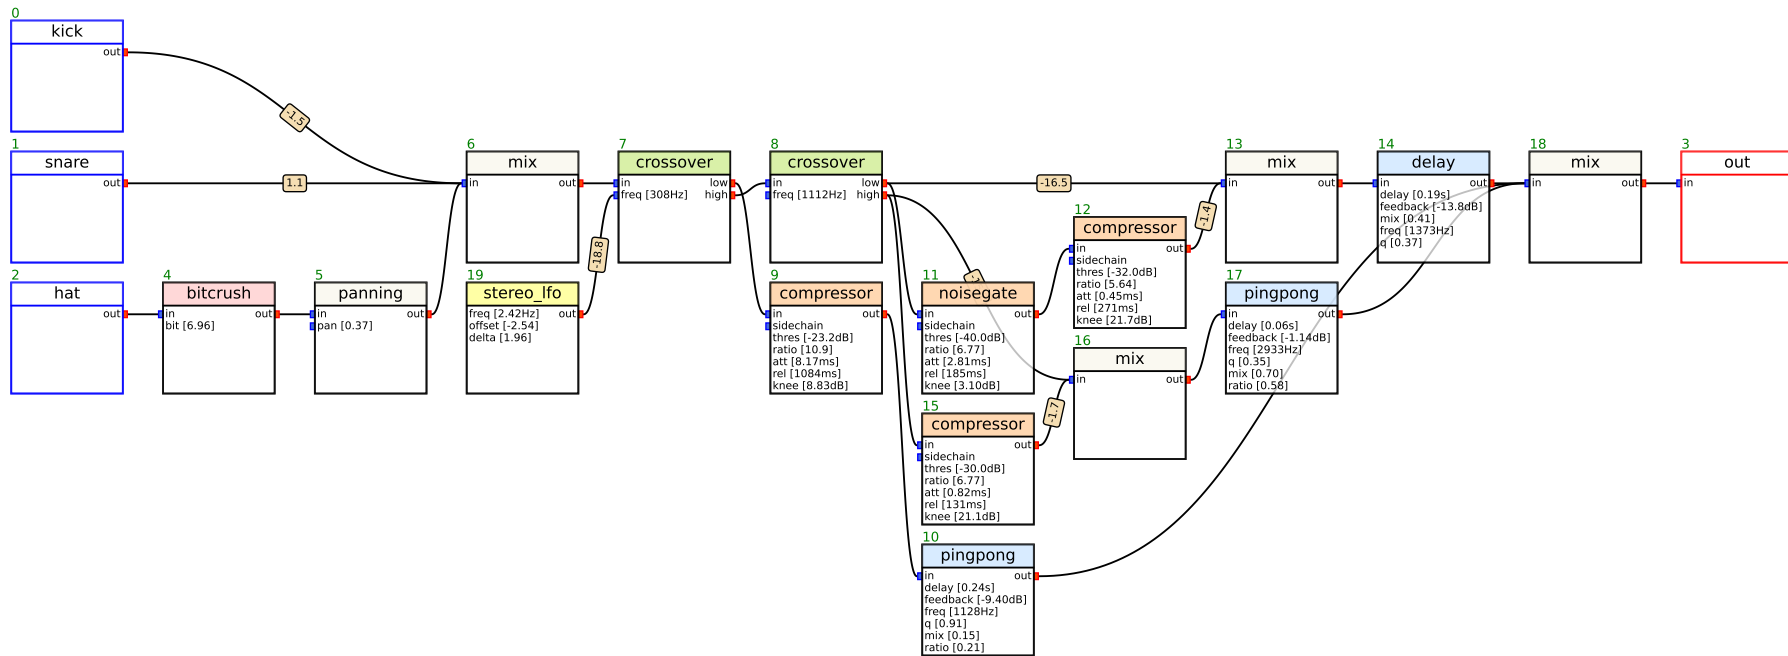 0
kick
out
-1.5
1
snare
out
1.1
2
hat
out
4
bitcrush
in
out
bit [6.96]
5
panning
in
out
pan [0.37]
6
mix
in
out
19
stereo_lfo
freq [2.42Hz]
out
offset [-2.54]
delta [1.96]
-18.8
7
crossover
in
low
freq [308Hz]
high
8
crossover
in
low
freq [1112Hz]
high
9
compressor
in
out
sidechain
thres [-23.2dB]
ratio [10.9]
att [8.17ms]
rel [1084ms]
knee [8.83dB]
-16.5
11
noisegate
in
out
sidechain
thres [-40.0dB]
ratio [6.77]
att [2.81ms]
rel [185ms]
knee [3.10dB]
15
compressor
in
out
sidechain
thres [-30.0dB]
ratio [6.77]
att [0.82ms]
rel [131ms]
knee [21.1dB]
-1.7
10
pingpong
in
out
delay [0.24s]
feedback [-9.40dB]
freq [1128Hz]
q [0.91]
mix [0.15]
ratio [0.21]
12
compressor
in
out
sidechain
thres [-32.0dB]
ratio [5.64]
att [0.45ms]
rel [271ms]
knee [21.7dB]
-1.4
16
mix
in
out
13
mix
in
out
17
pingpong
in
out
delay [0.06s]
feedback [-1.14dB]
freq [2933Hz]
q [0.35]
mix [0.70]
ratio [0.58]
14
delay
in
out
delay [0.19s]
feedback [-13.8dB]
mix [0.41]
freq [1373Hz]
q [0.37]
18
mix
in
out
3
out
in